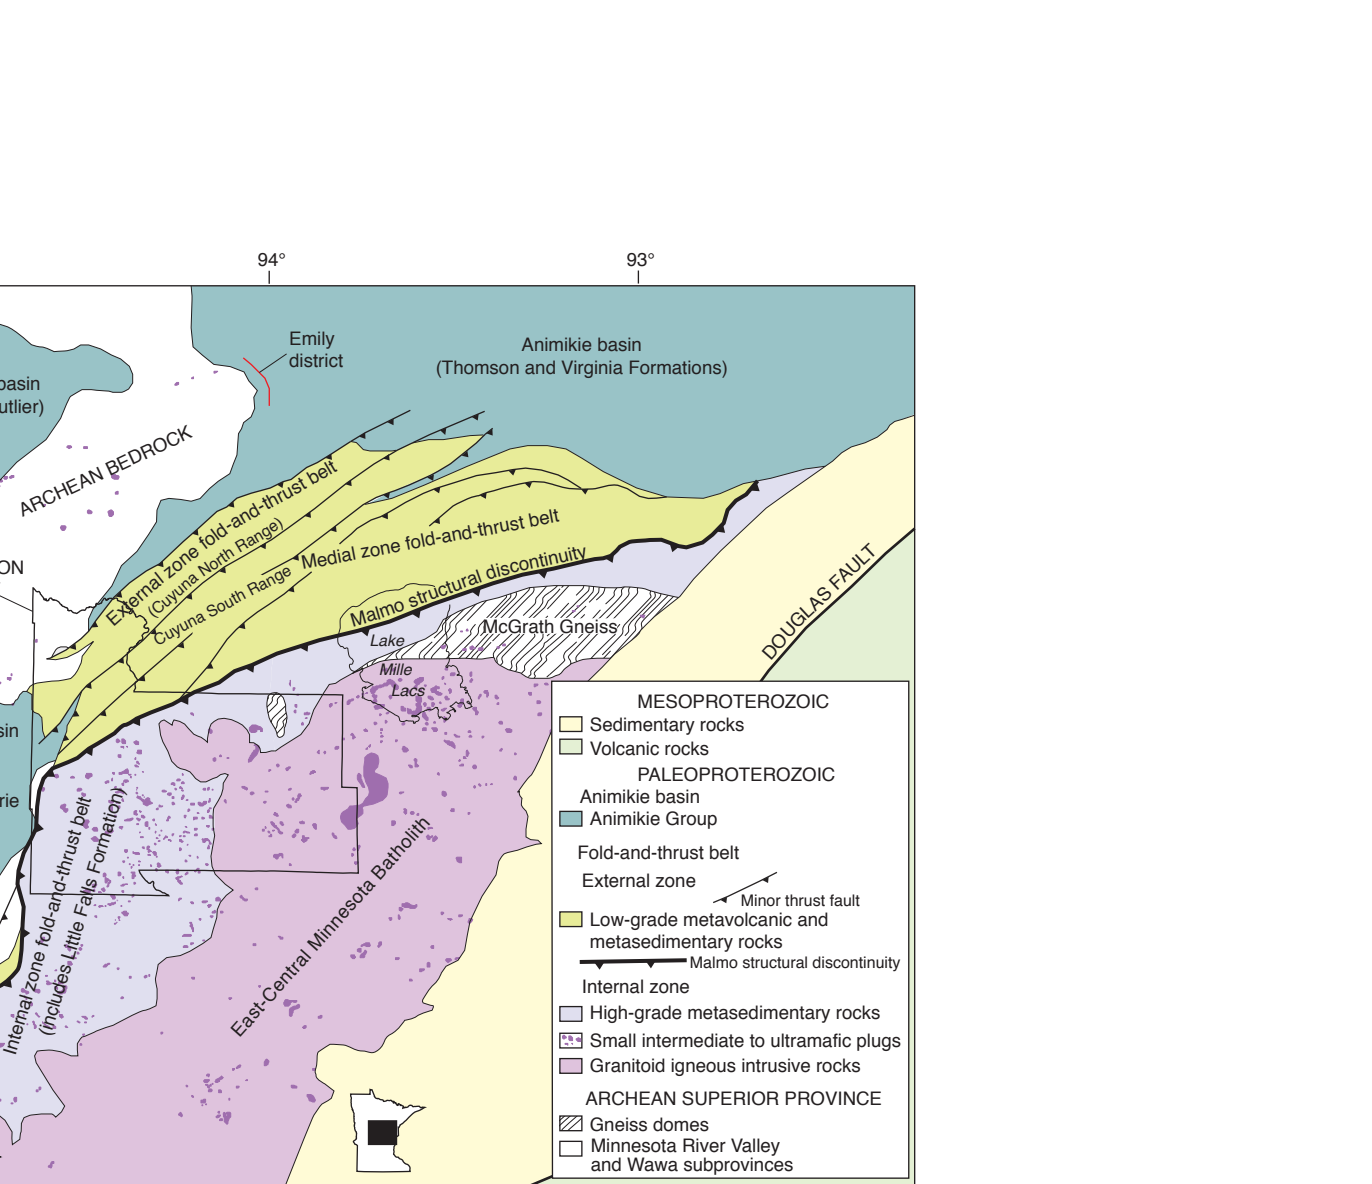 94°
93°
Emily
district
Animikie basin
(Thomson and Virginia Formations)
basin
outlier)
ARCHEAN BEDROCK
External zone fold-and-thrust belt
(Cuyuna North Range)
Cuyuna South Range
Medial zone fold-and-thrust belt
Malmo structural discontinuity
Lake
Mille
Lacs
McGrath Gneiss
DOUGLAS FAULT
ON
sin
rie
Internal zone fold-and-thrust belt
(includes Little Falls Formation)
East-Central Minnesota Batholith
MESOPROTEROZOIC
Sedimentary rocks
Volcanic rocks
PALEOPROTEROZOIC
Animikie basin
Animikie Group
Fold-and-thrust belt
External zone
Minor thrust fault
Low-grade metavolcanic and
metasedimentary rocks
Malmo structural discontinuity
Internal zone
High-grade metasedimentary rocks
Small intermediate to ultramafic plugs
Granitoid igneous intrusive rocks
ARCHEAN SUPERIOR PROVINCE
Gneiss domes
Minnesota River Valley
and Wawa subprovinces